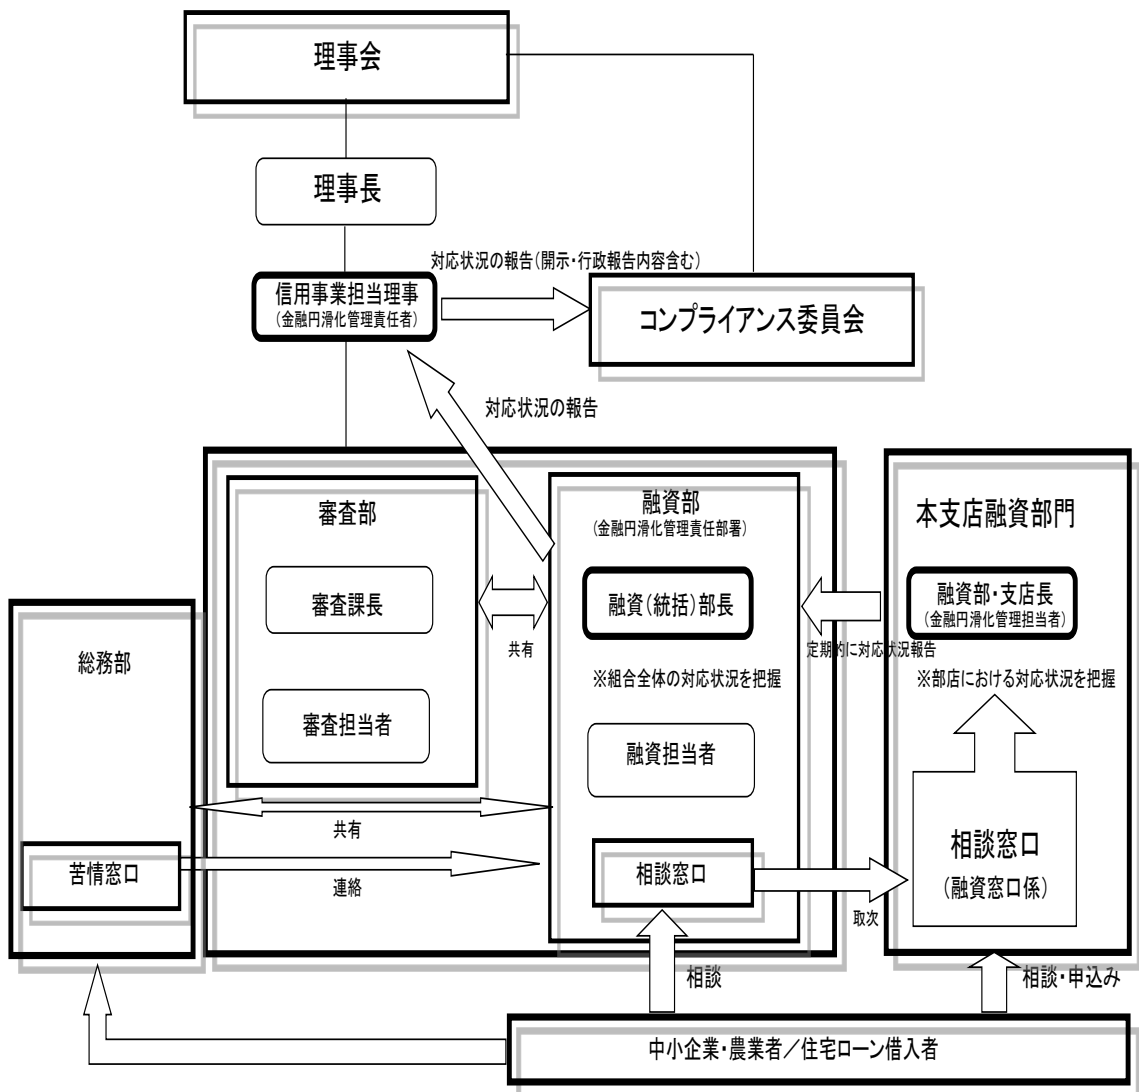 理事会
理事長
対応状況の報告(開示・行政報告内容含む)
信用事業担当理事
(金融円滑化管理責任者)
コンプライアンス委員会
対応状況の報告
審査部
融資部
(金融円滑化管理責任部署)
本支店融資部門
審査課長
融資(統括)部長
融資部・支店長
(金融円滑化管理担当者)
共有
定期的に対応状況報告
総務部
※組合全体の対応状況を把握
※部店における対応状況を把握
審査担当者
融資担当者
共有
苦情窓口
連絡
相談窓口
取次
相談窓口
(融資窓口係)
相談
相談・申込み
中小企業・農業者／住宅ローン借入者